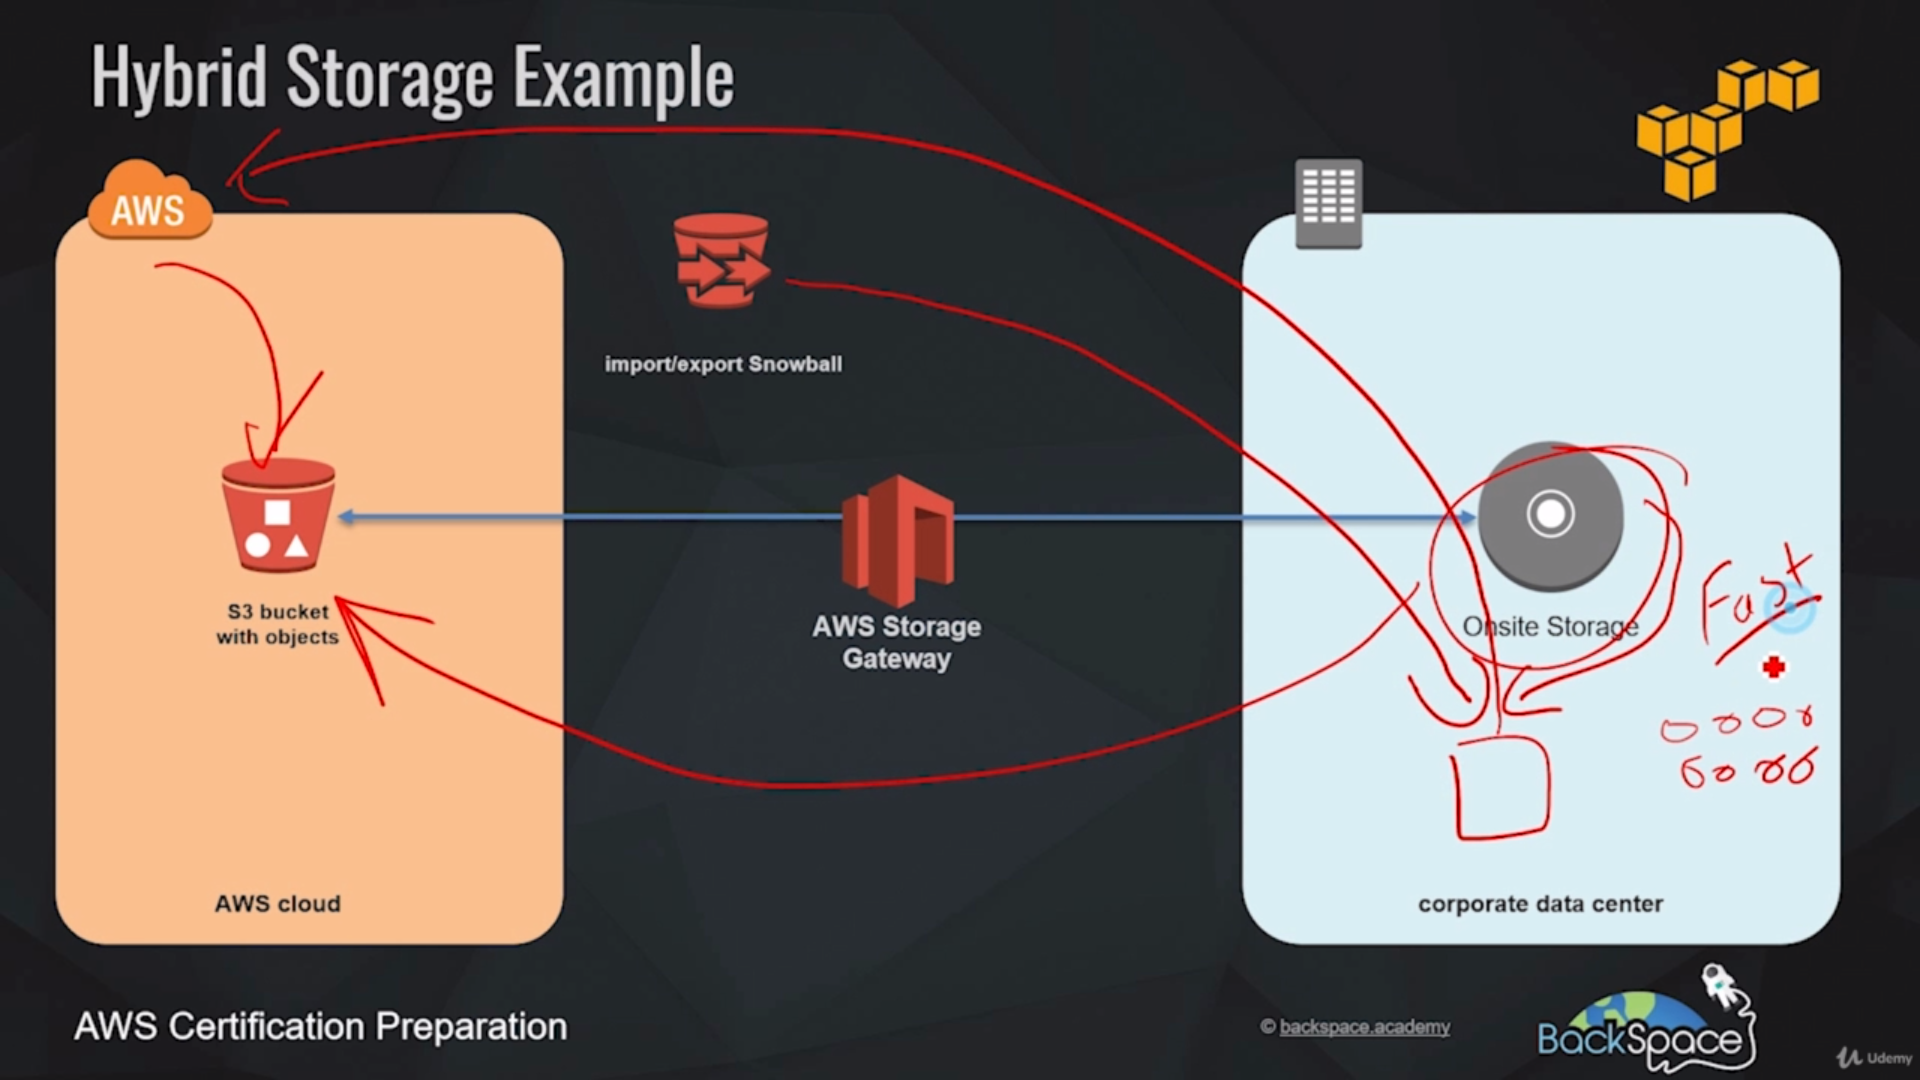 Hybrid Storage Example
AWS
import/export Snowball
S3 bucket
with objects
AWS Storage
Gateway
Onsite Storage
Fast
AWS cloud
corporate data center
AWS Certification Preparation
© backspace.academy
BackSpace
Udemy